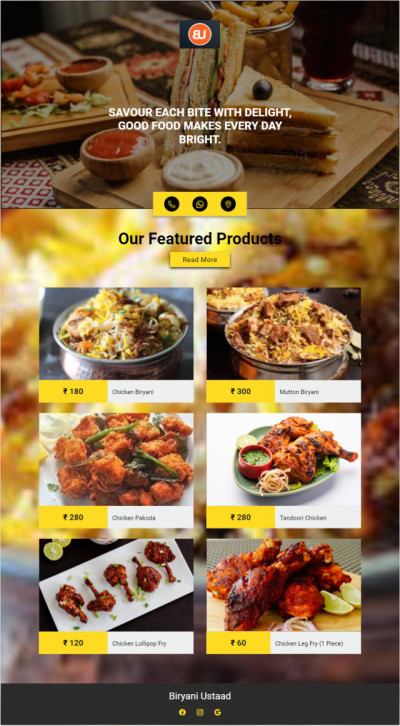 BU
SAVOUR EACH BITE WITH DELIGHT,
GOOD FOOD MAKES EVERY DAY
BRIGHT.
Our Featured Products
Read More
₹ 180 Chicken Biryani
₹ 300 Mutton Biryani
₹ 280 Chicken Pakoda
₹ 280 Tandoori Chicken
₹ 120 Chicken Lollipop Fry
₹ 60 Chicken Leg Fry (1 Piece)
Biryani Ustaad
G